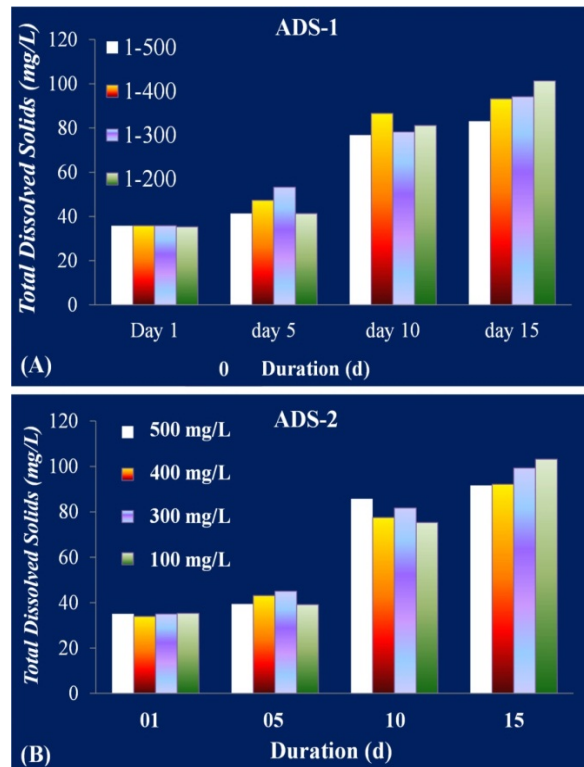 ADS-1
Total Dissolved Solids (mg/L)
120
100
80
60
40
20
0
1-500
1-400
1-300
1-200
Day 1 day 5 day 10 day 15
(A) 0 Duration (d)
ADS-2
Total Dissolved Solids (mg/L)
120
100
80
60
40
20
0
500 mg/L
400 mg/L
300 mg/L
100 mg/L
01 05 10 15
(B) Duration (d)